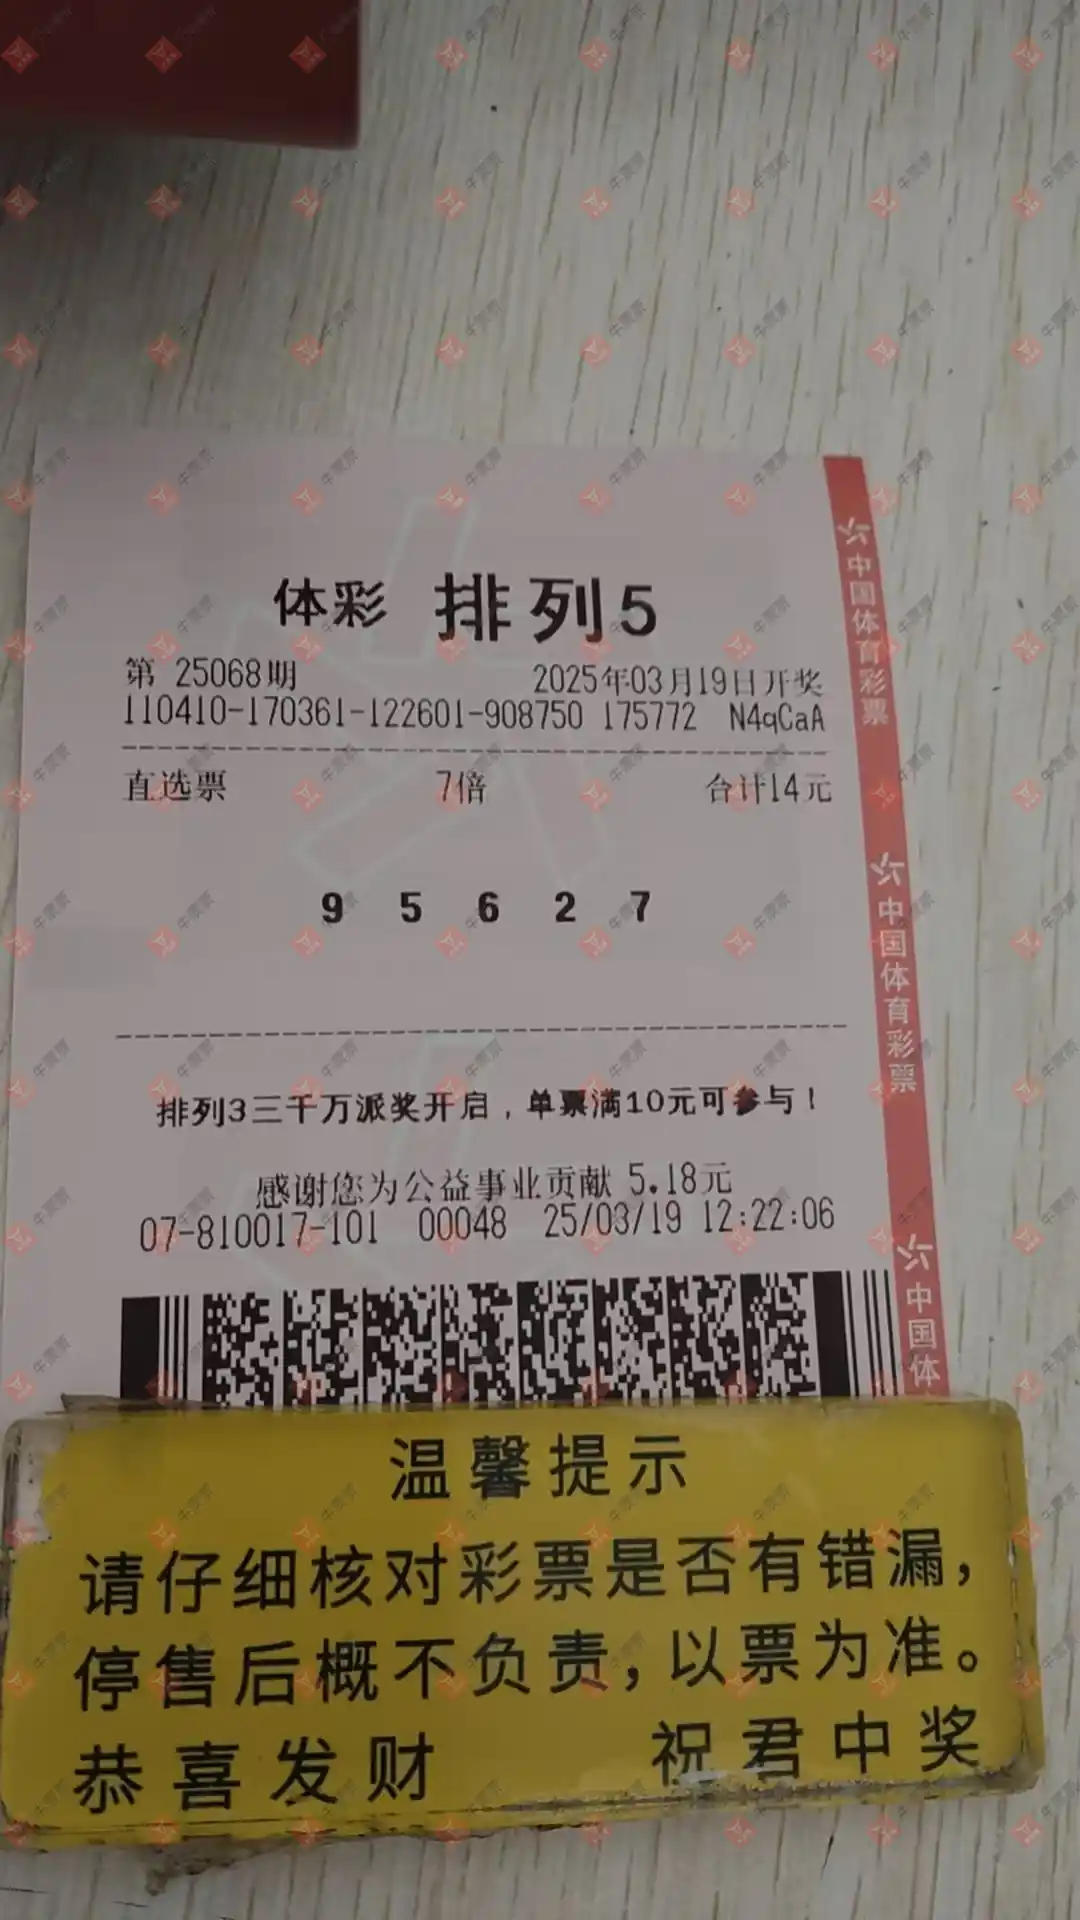 体彩 排列5
第 25068期 2025年03月19日开奖
110410-170361-122601-908750 175772 N4qCaA
直选票 7倍 合计14元
9 5 6 2 7
排列3三千万派奖开启，单票满10元可参与！
感谢您为公益事业贡献 5.18元
07-810017-101 00048 25/03/19 12:22:06
中国体育彩票
中国体育彩票
中国体
温馨提示
请仔细核对彩票是否有错漏，
停售后概不负责，以票为准。
恭喜发财 祝君中奖